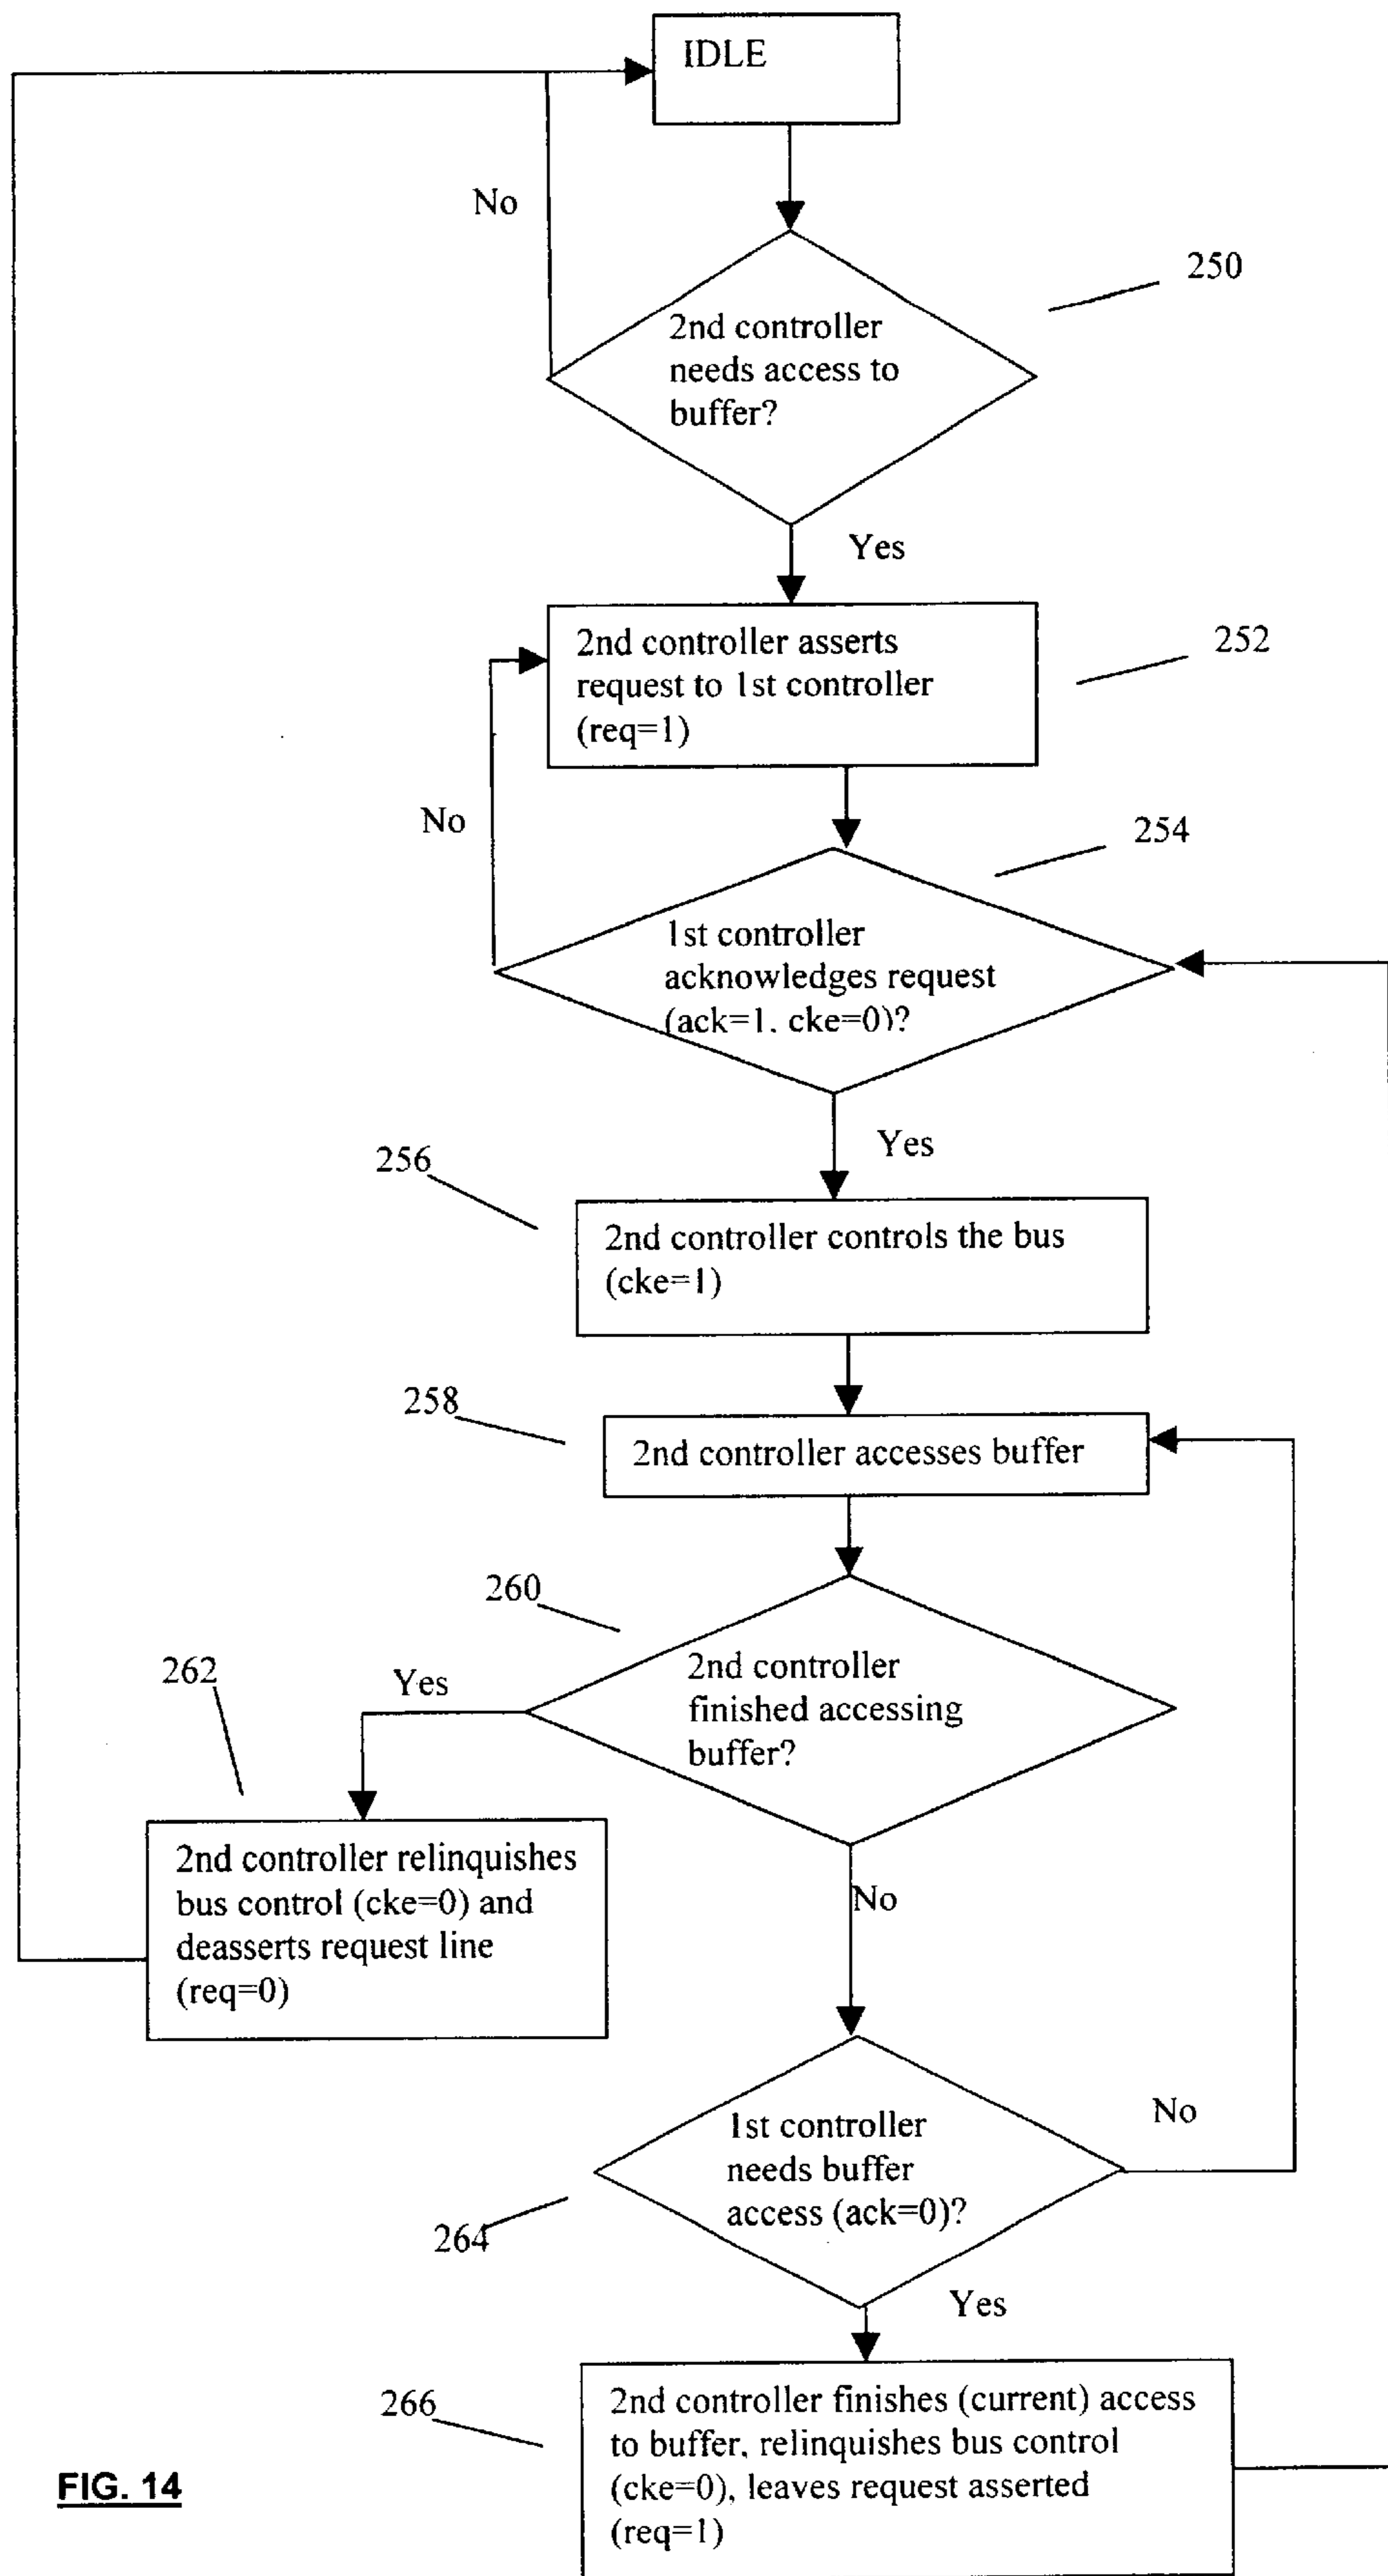 IDLE
No
250
2nd controller
needs access to
buffer?
Yes
2nd controller asserts
request to 1st controller
(req=1)
252
No
254
1st controller
acknowledges request
(ack=1, cke=0)?
Yes
256
2nd controller controls the bus
(cke=1)
258
2nd controller accesses buffer
260
2nd controller
finished accessing
buffer?
262
Yes
2nd controller relinquishes
bus control (cke=0) and
deasserts request line
(req=0)
No
1st controller
needs buffer
access (ack=0)?
No
264
Yes
266
2nd controller finishes (current) access
to buffer, relinquishes bus control
(cke=0), leaves request asserted
(req=1)
FIG. 14